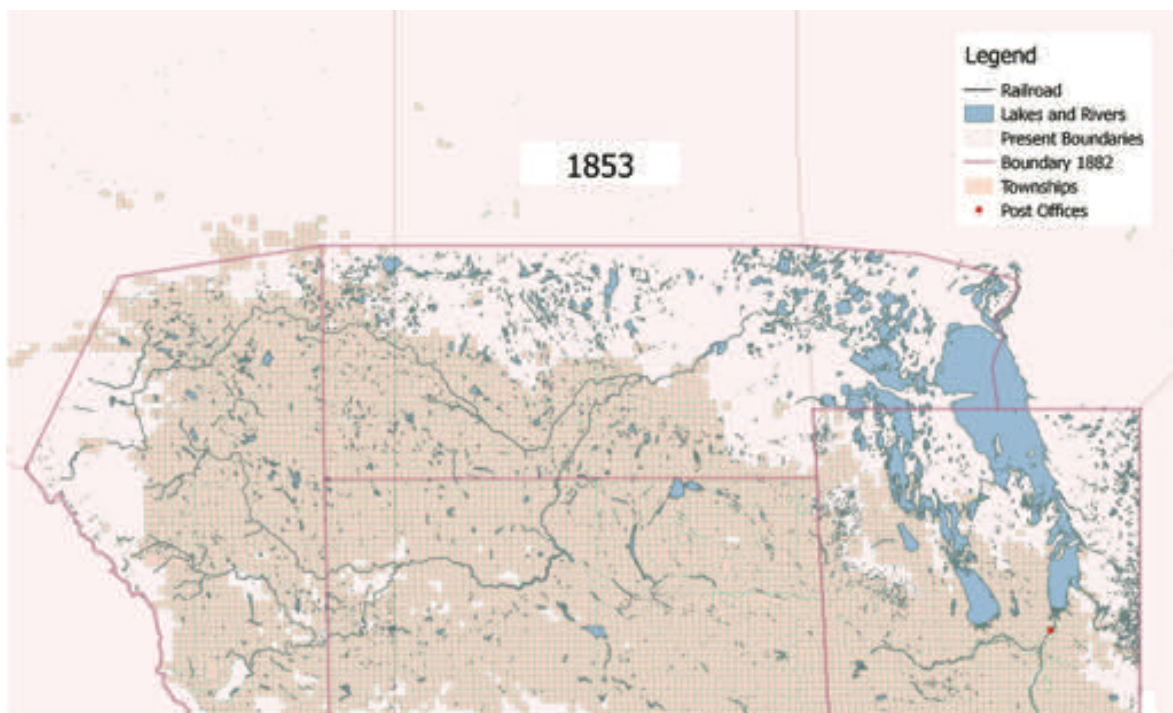 1853
Legend
Railroad
Lakes and Rivers
Present Boundaries
Boundary 1882
Townships
Post Offices